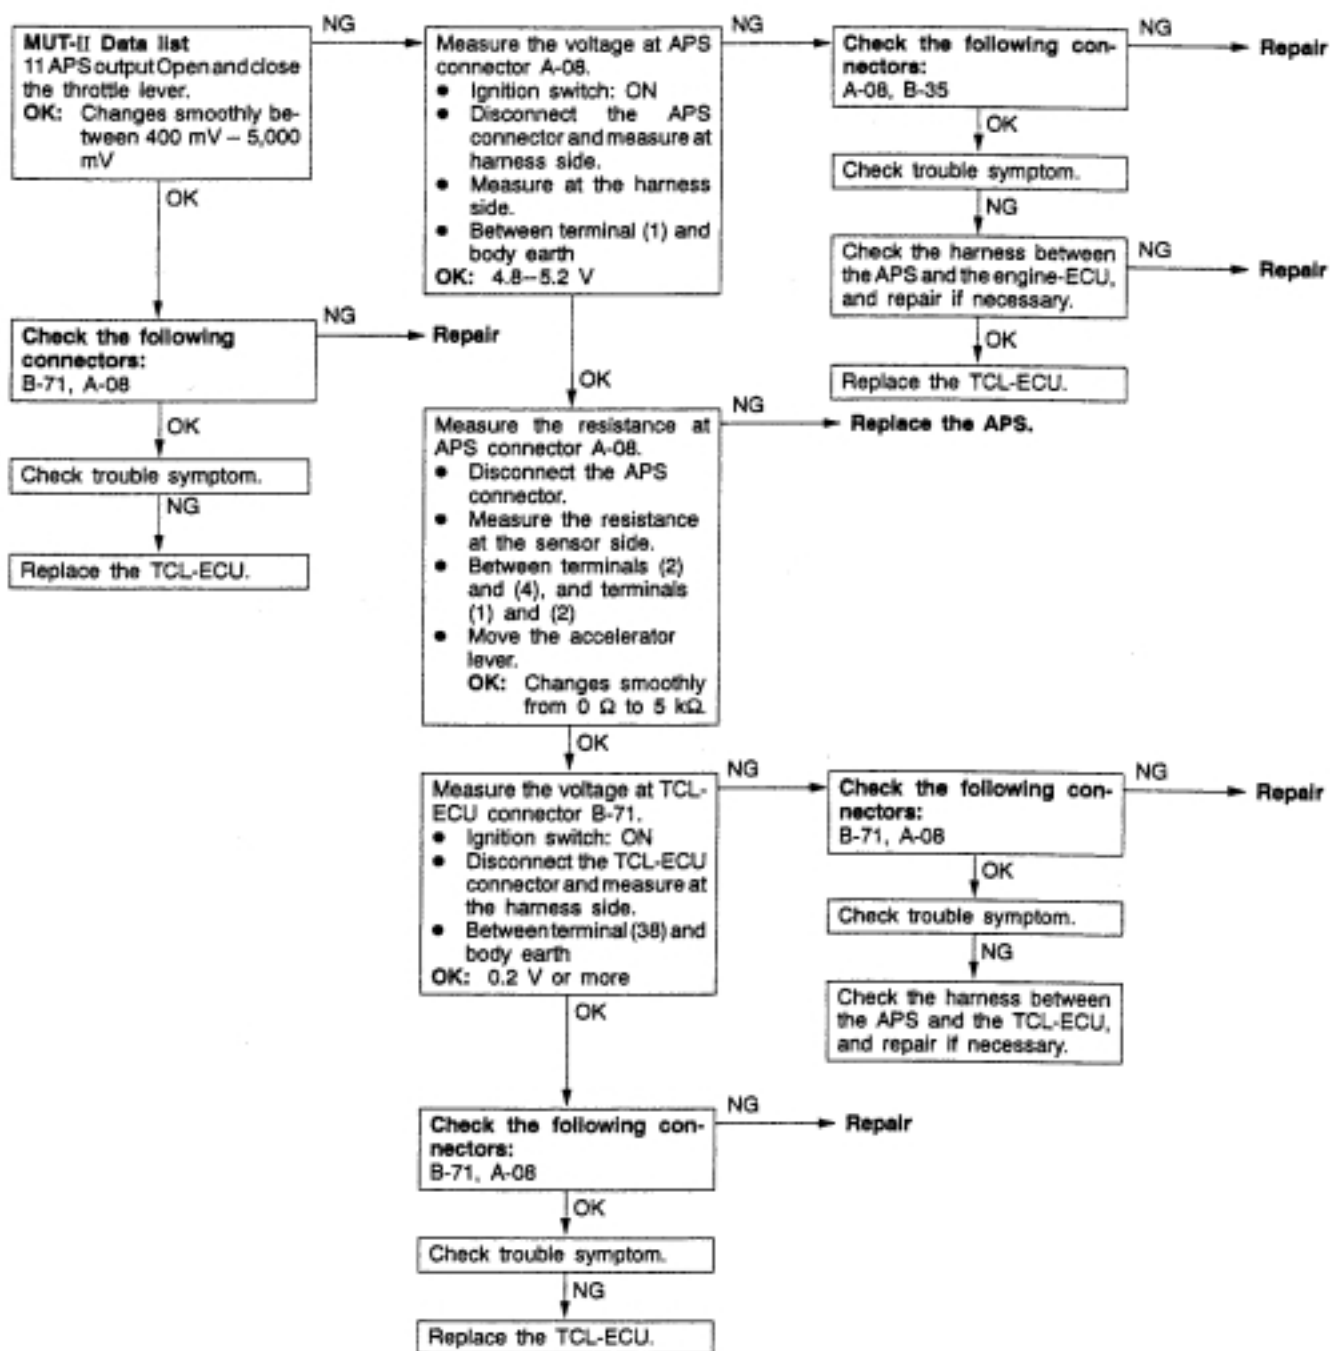 MUT-II Data list
11 APS output Open and close
the throttle lever.
OK: Changes smoothly be-
tween 400 mV – 5,000
mV
NG
OK
Check the following
connectors:
B-71, A-08
NG
Repair
OK
Check trouble symptom.
NG
Replace the TCL-ECU.
Measure the voltage at APS
connector A-08.
● Ignition switch: ON
● Disconnect the APS
connector and measure at
harness side.
● Measure at the harness
side.
● Between terminal (1) and
body earth
OK: 4.8–5.2 V
NG
OK
Measure the resistance at
APS connector A-08.
● Disconnect the APS
connector.
● Measure the resistance
at the sensor side.
● Between terminals (2)
and (4), and terminals
(1) and (2)
● Move the accelerator
lever.
OK: Changes smoothly
from 0 Ω to 5 kΩ.
NG
Replace the APS.
OK
Measure the voltage at TCL-
ECU connector B-71.
● Ignition switch: ON
● Disconnect the TCL-ECU
connector and measure at
the harness side.
● Between terminal (38) and
body earth
OK: 0.2 V or more
NG
OK
Check the following con-
nectors:
B-71, A-08
NG
Repair
OK
Check trouble symptom.
NG
Replace the TCL-ECU.
Check the following con-
nectors:
A-08, B-35
NG
Repair
OK
Check trouble symptom.
NG
Check the harness between
the APS and the engine-ECU,
and repair if necessary.
NG
Repair
OK
Replace the TCL-ECU.
Check the following con-
nectors:
B-71, A-08
NG
Repair
OK
Check trouble symptom.
NG
Check the harness between
the APS and the TCL-ECU,
and repair if necessary.